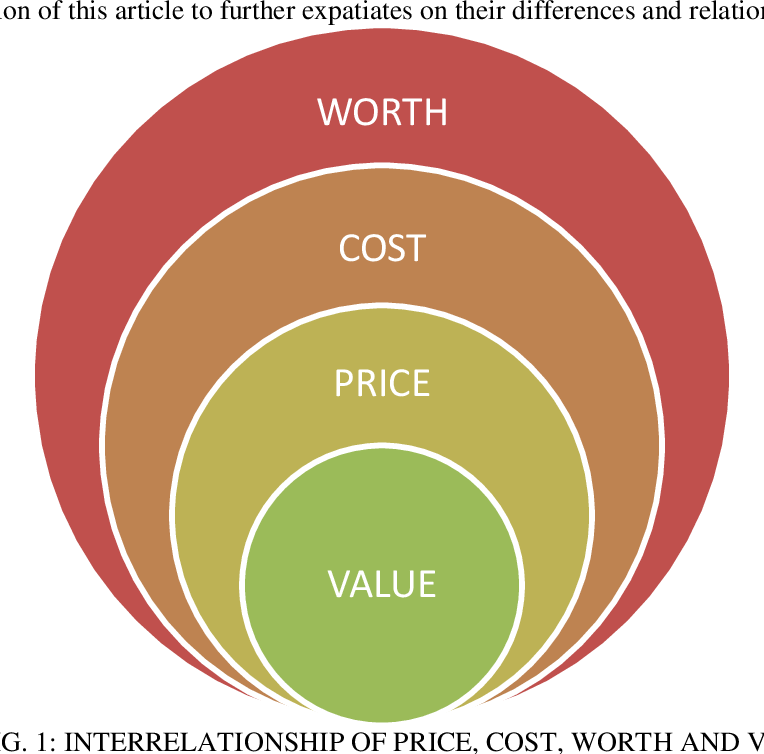 ion of this article to further expatiates on their differences and relation
WORTH
COST
PRICE
VALUE
G. 1: INTERRELATIONSHIP OF PRICE, COST, WORTH AND V